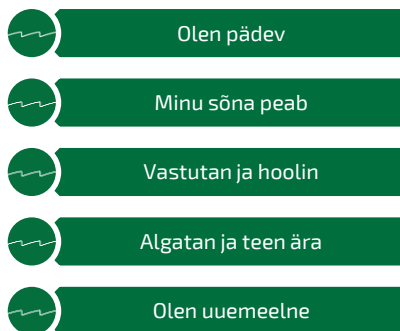 Olen pädev
Minu sõna peab
Vastutan ja hoolin
Algatan ja teen ära
Olen uuemeelne